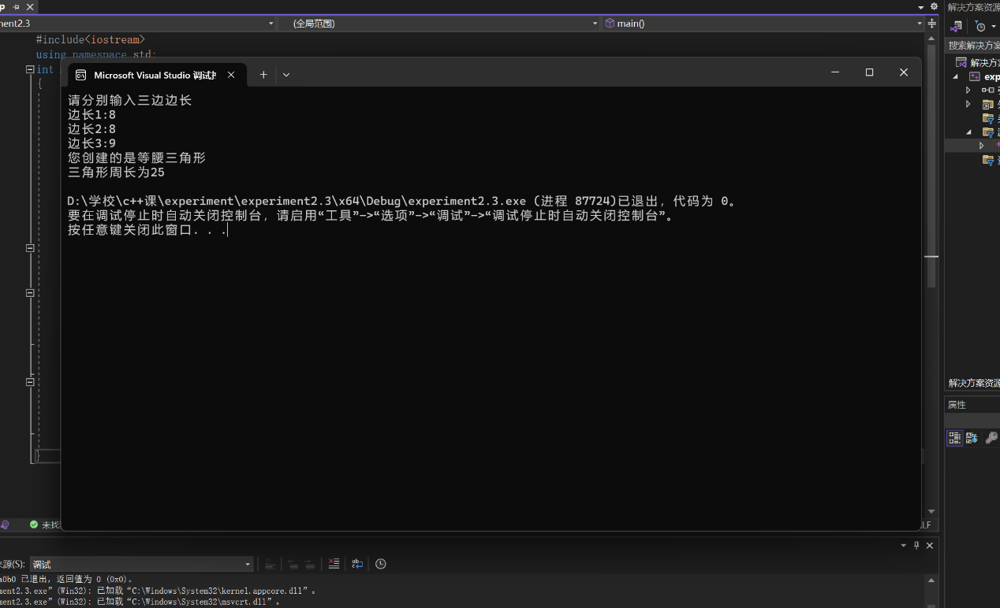 nent2.3
(全局范围)
main()
#include<iostream>
using namespace std;
int
{
Microsoft Visual Studio 调试
请分别输入三边边长
边长1:8
边长2:8
边长3:9
您创建的是等腰三角形
三角形周长为25
D:\学校\c++课\experiment\experiment2.3\x64\Debug\experiment2.3.exe (进程 87724)已退出，代码为 0。
要在调试停止时自动关闭控制台，请启用“工具”->“选项”->“调试”->“调试停止时自动关闭控制台”。
按任意键关闭此窗口. . .
}
未找
LF
解决方案资源
搜索解决方案
解决方
exp
解决方案资源
属性
源(S):
调试
a0b0 已退出，返回值为 0 (0x0)。
ment2.3.exe”(Win32): 已加载“C:\Windows\System32\kernel.appcore.dll”。
ment2.3.exe”(Win32): 已加载“C:\Windows\System32\msvcrt.dll”。